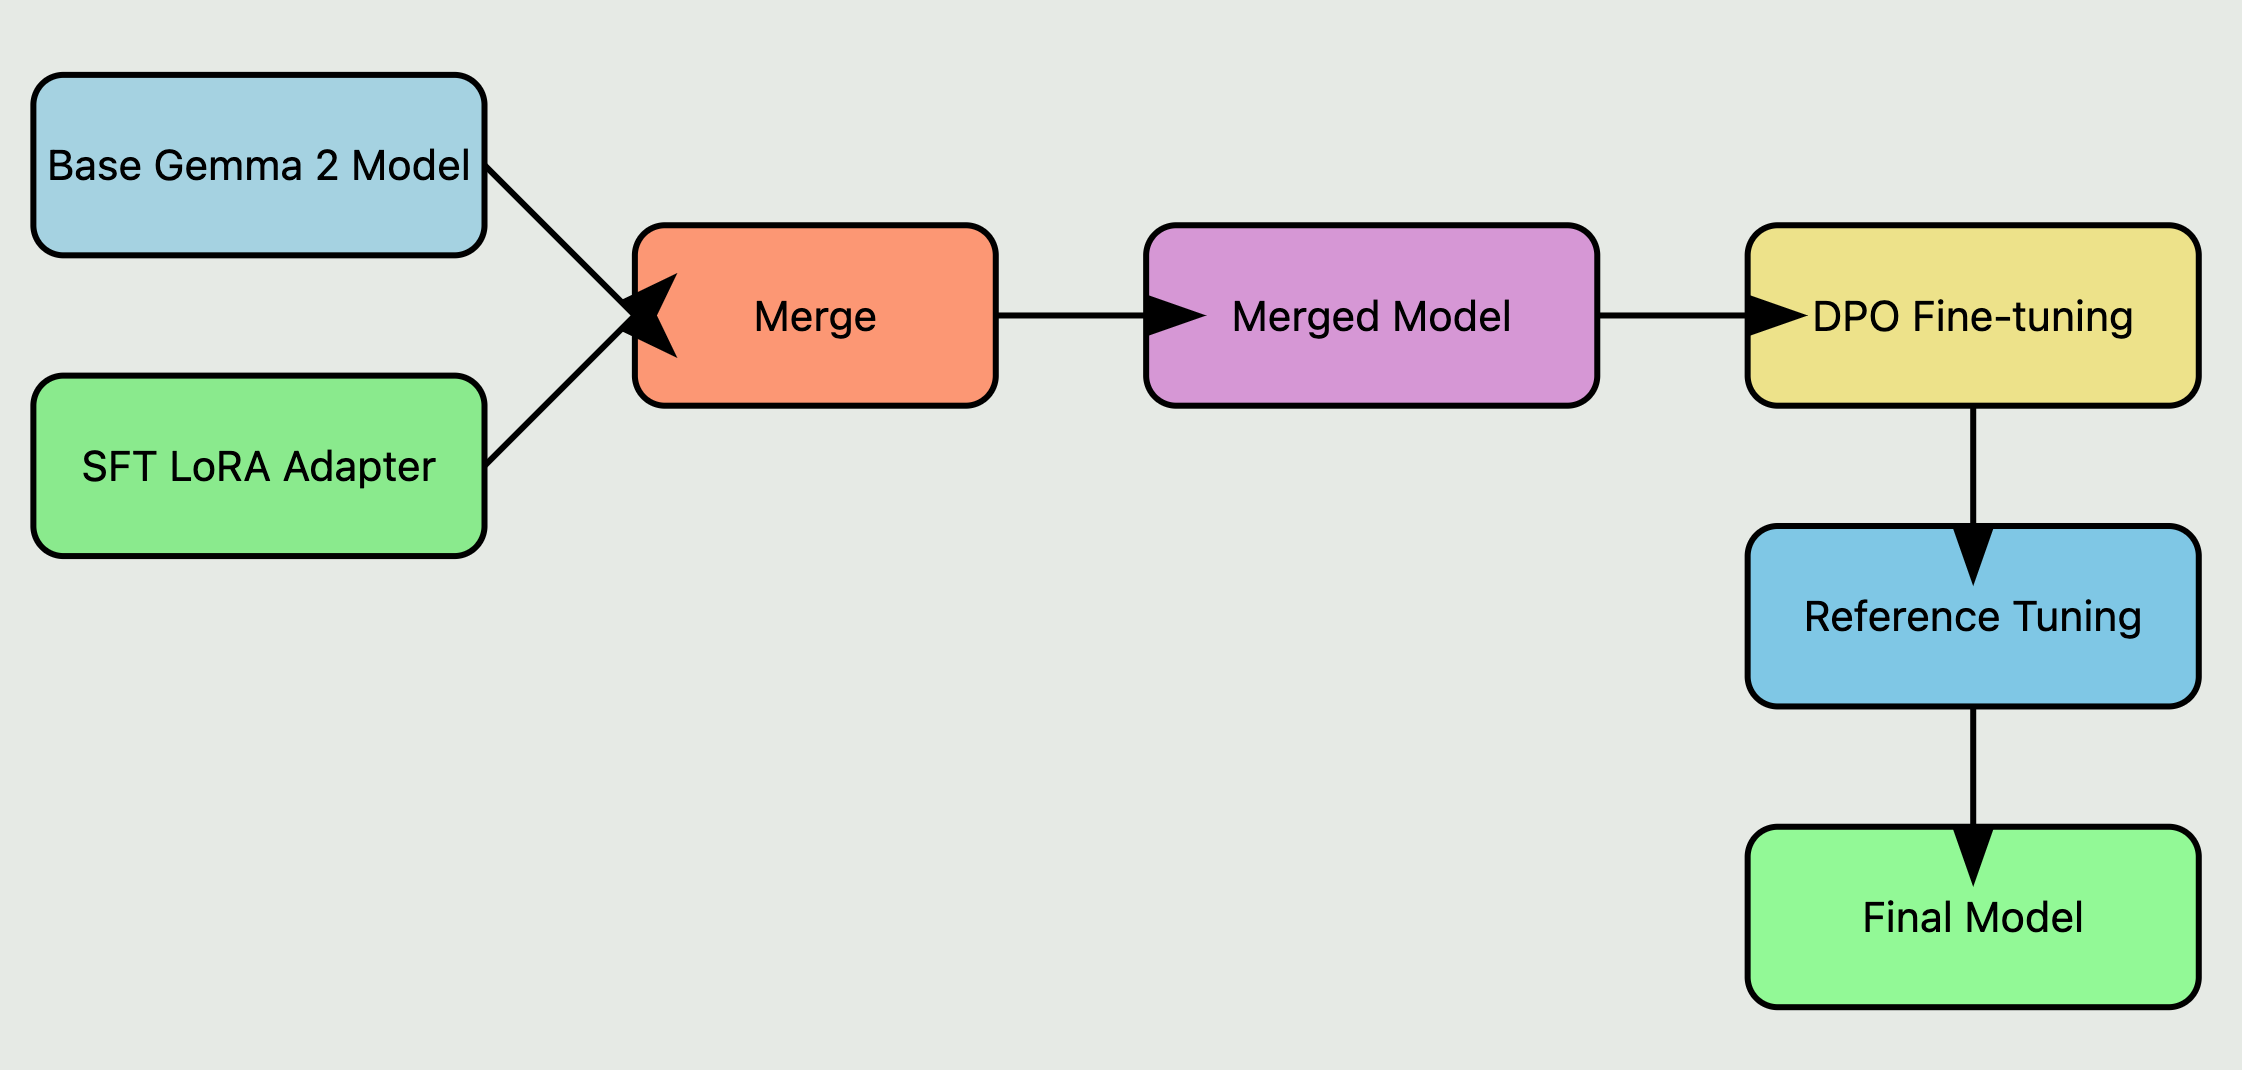 Base Gemma 2 Model
SFT LoRA Adapter
Merge
Merged Model
DPO Fine-tuning
Reference Tuning
Final Model